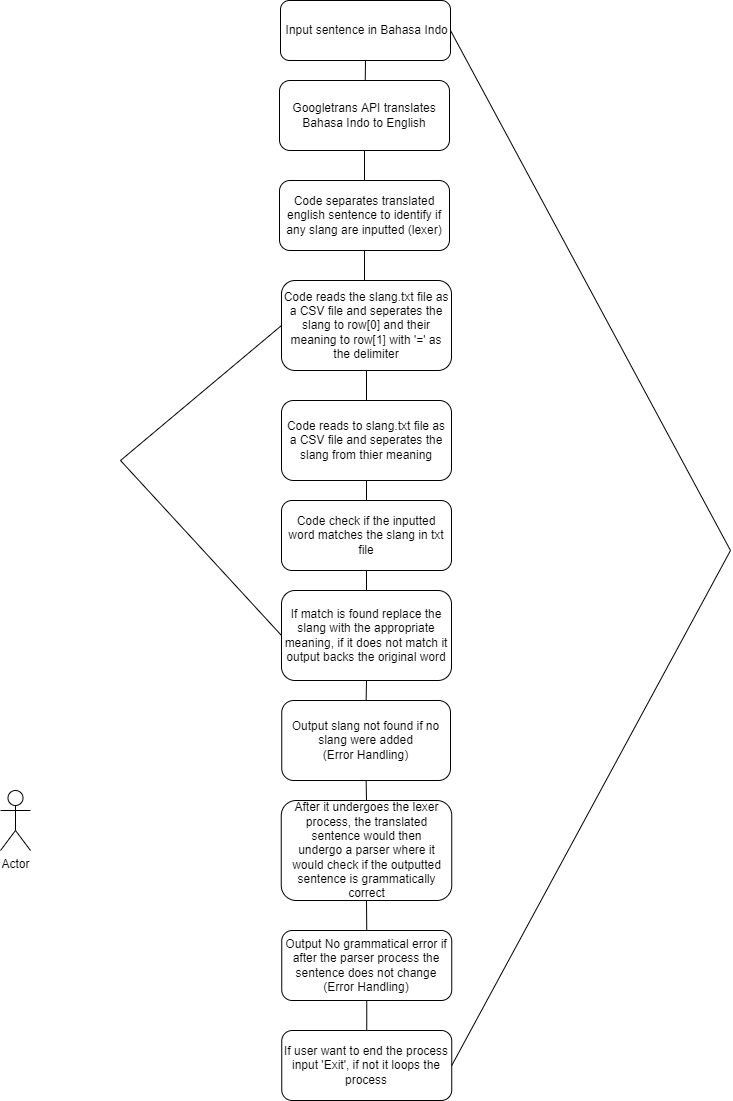 Input sentence in Bahasa Indo
Googletrans API translates
Bahasa Indo to English
Code separates translated
english sentence to identify if
any slang are inputted (lexer)
Code reads the slang.txt file as
a CSV file and seperates the
slang to row[0] and their
meaning to row[1] with '=' as
the delimiter
Code reads to slang.txt file as
a CSV file and seperates the
slang from thier meaning
Code check if the inputted
word matches the slang in txt
file
If match is found replace the
slang with the appropriate
meaning, if it does not match it
output backs the original word
Output slang not found if no
slang were added
(Error Handling)
After it undergoes the lexer
process, the translated
sentence would then
undergo a parser where it
would check if the outputted
sentence is grammatically
correct
Actor
Output No grammatical error if
after the parser process the
sentence does not change
(Error Handling)
If user want to end the process
input 'Exit', if not it loops the
process